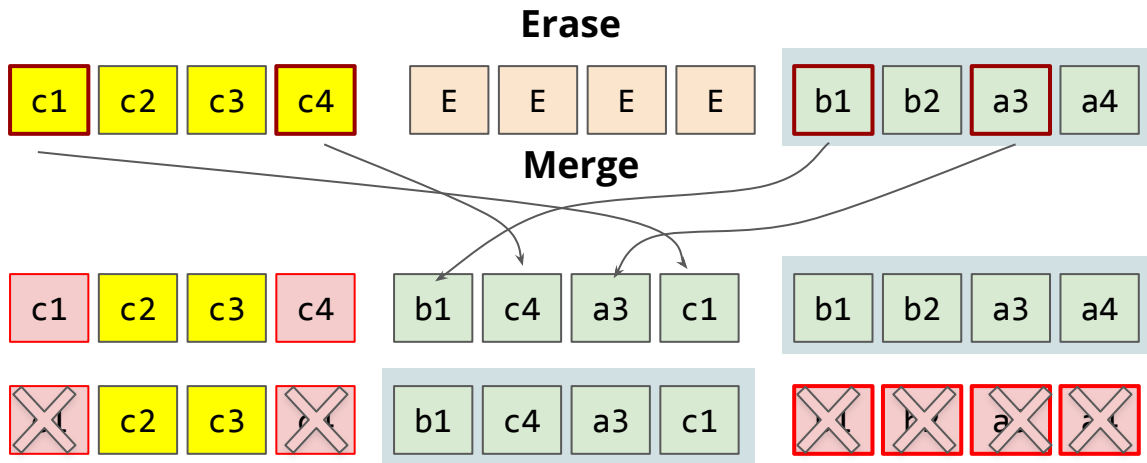 Erase
c1 c2 c3 c4 E E E E b1 b2 a3 a4
Merge
c1 c2 c3 c4 b1 c4 a3 c1 b1 b2 a3 a4
c2 c3 b1 c4 a3 c1